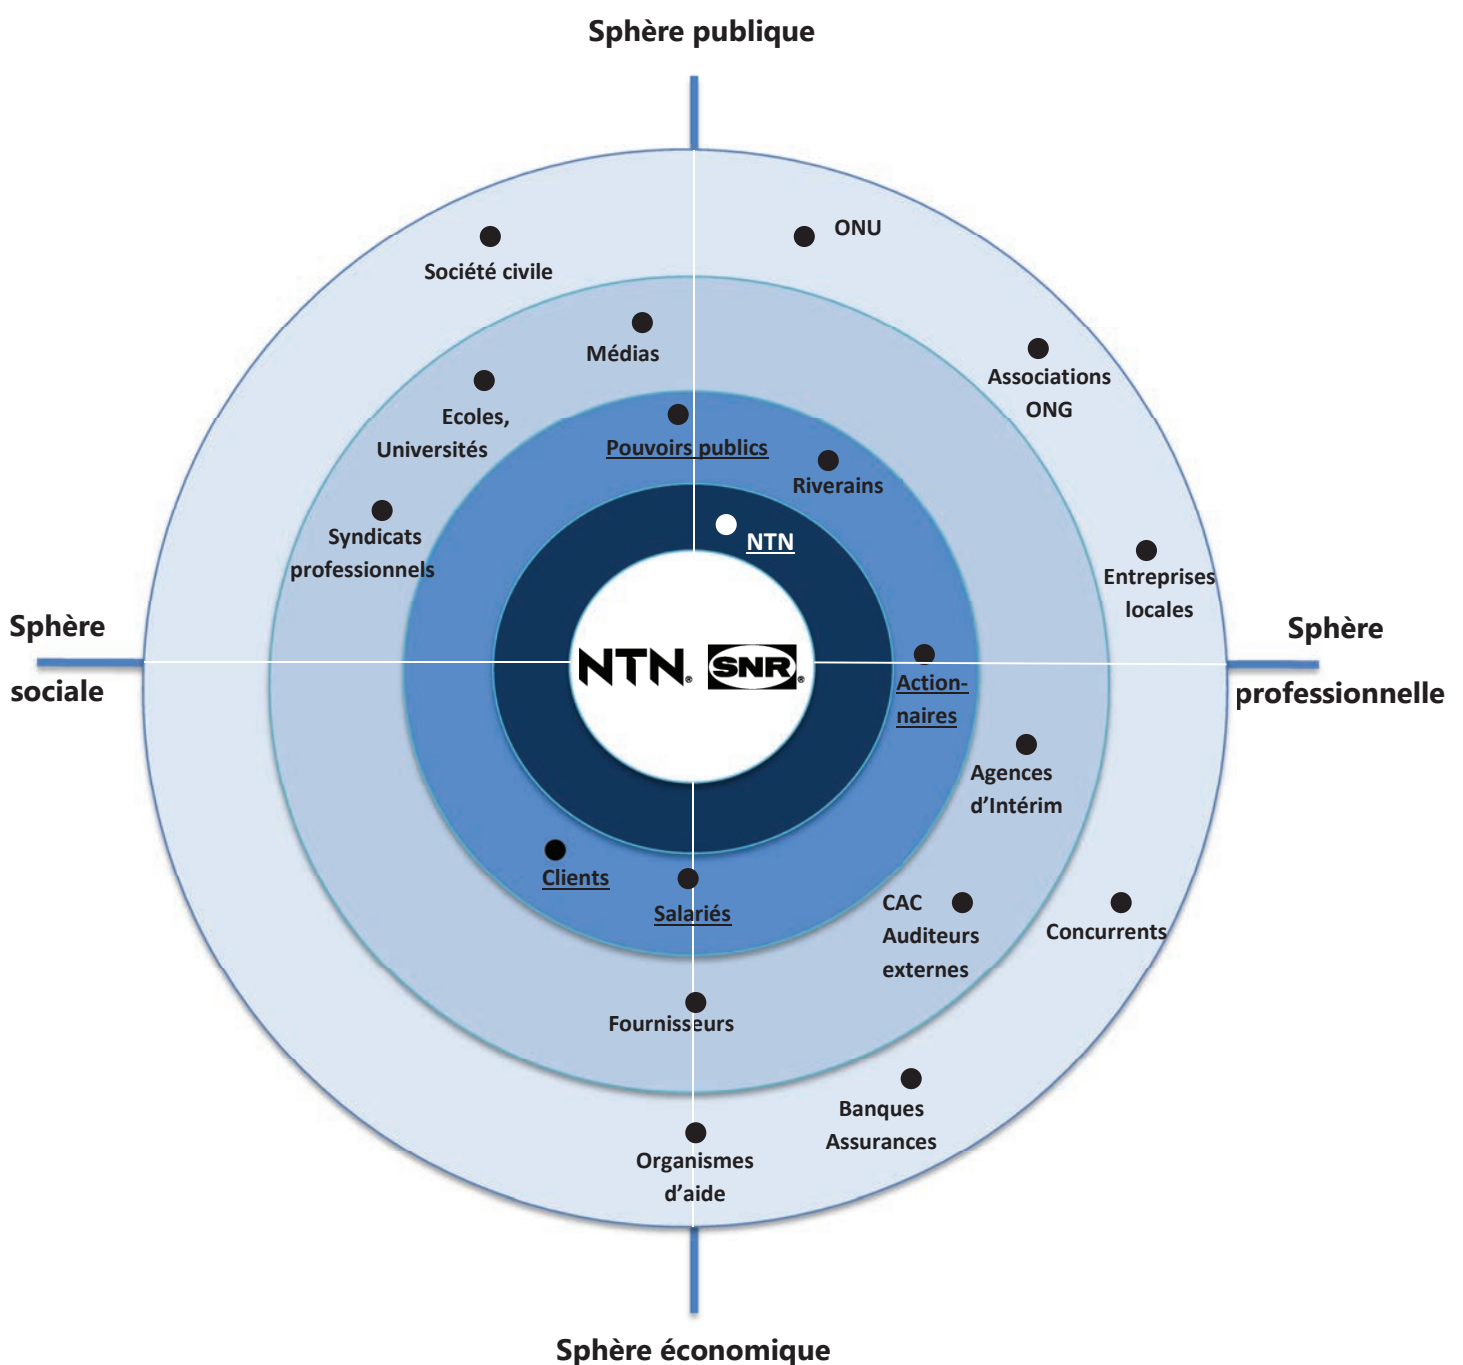 Sphère publique
ONU
Société civile
Médias
Associations
ONG
Ecoles,
Universités
Pouvoirs publics
Riverains
Syndicats
professionnels
NTN
Entreprises
locales
Sphère
sociale
NTN® SNR®
Sphère
professionnelle
Action-
naires
Agences
d’Intérim
Clients
Salariés
CAC
Auditeurs
externes
Concurrents
Fournisseurs
Banques
Assurances
Organismes
d’aide
Sphère économique